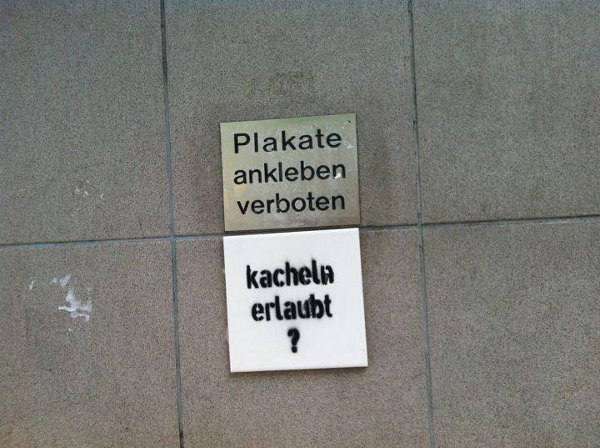 Plakate
ankleben
verboten
kacheln
erlaubt
?